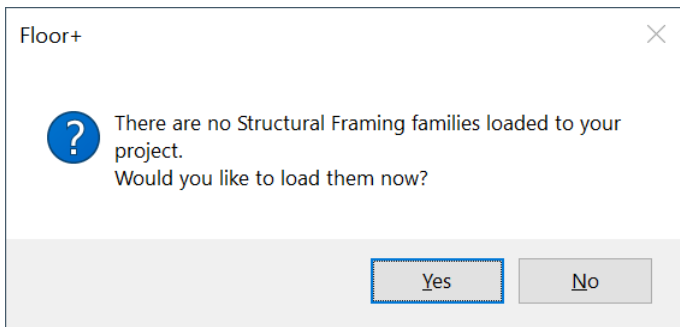 Floor+
There are no Structural Framing families loaded to your
project.
Would you like to load them now?
Yes
No